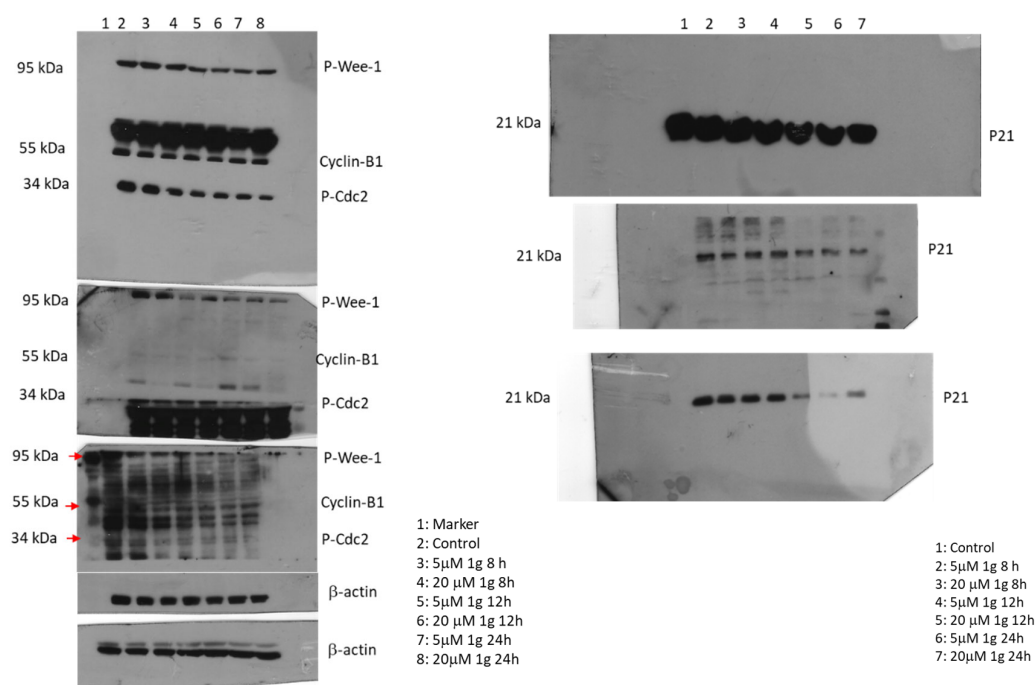 1 2 3 4 5 6 7 8
95 kDa
P-Wee-1
55 kDa
Cyclin-B1
34 kDa
P-Cdc2
95 kDa
P-Wee-1
55 kDa
Cyclin-B1
34 kDa
P-Cdc2
95 kDa
P-Wee-1
55 kDa
Cyclin-B1
34 kDa
P-Cdc2
β-actin
β-actin
1: Marker
2: Control
3: 5μM 1g 8 h
4: 20 μM 1g 8h
5: 5μM 1g 12h
6: 20 μM 1g 12h
7: 5μM 1g 24h
8: 20μM 1g 24h
1 2 3 4 5 6 7
21 kDa
P21
21 kDa
P21
21 kDa
P21
1: Control
2: 5μM 1g 8 h
3: 20 μM 1g 8h
4: 5μM 1g 12h
5: 20 μM 1g 12h
6: 5μM 1g 24h
7: 20μM 1g 24h